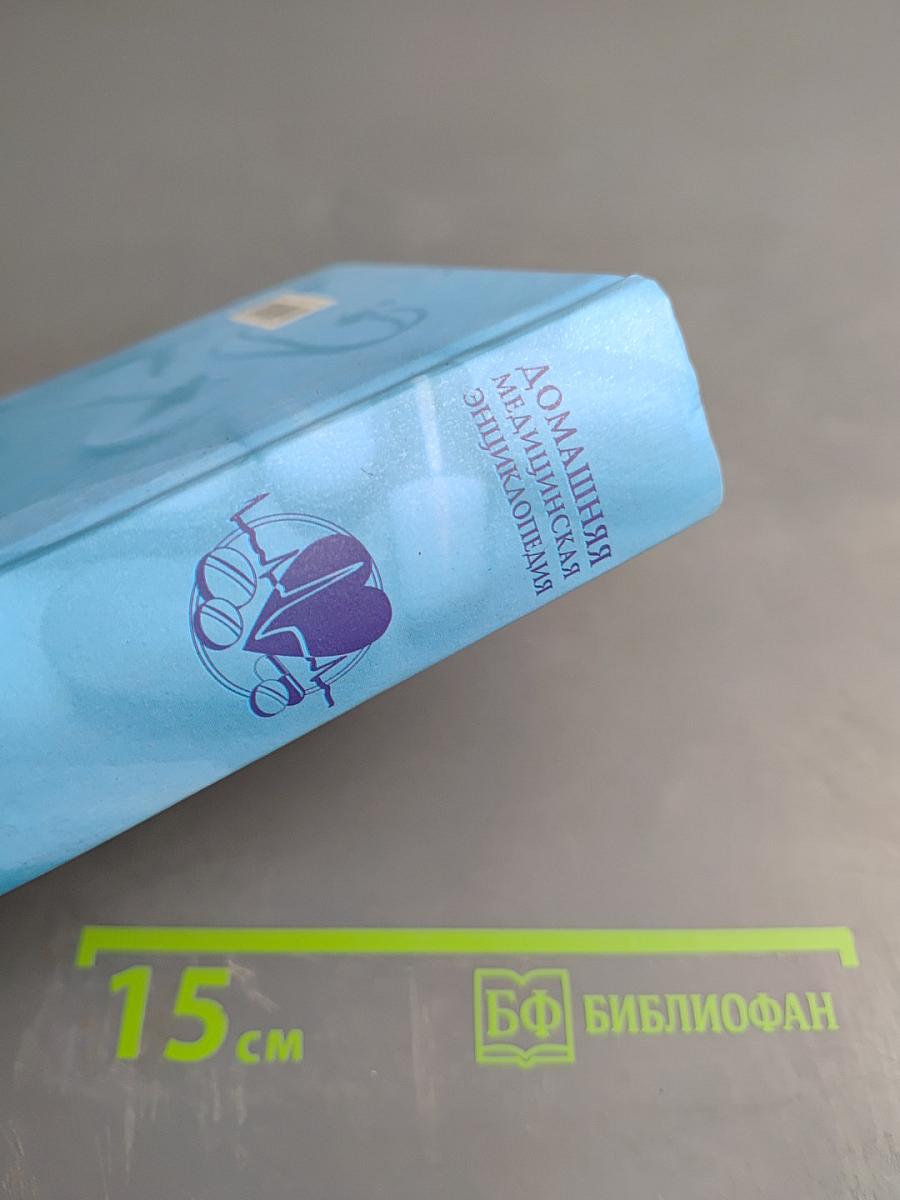 ДОМАШНЯЯ
МЕДИЦИНСКАЯ
ЭНЦИКЛОПЕДИЯ
15 см
БФ БИБЛИОФАН